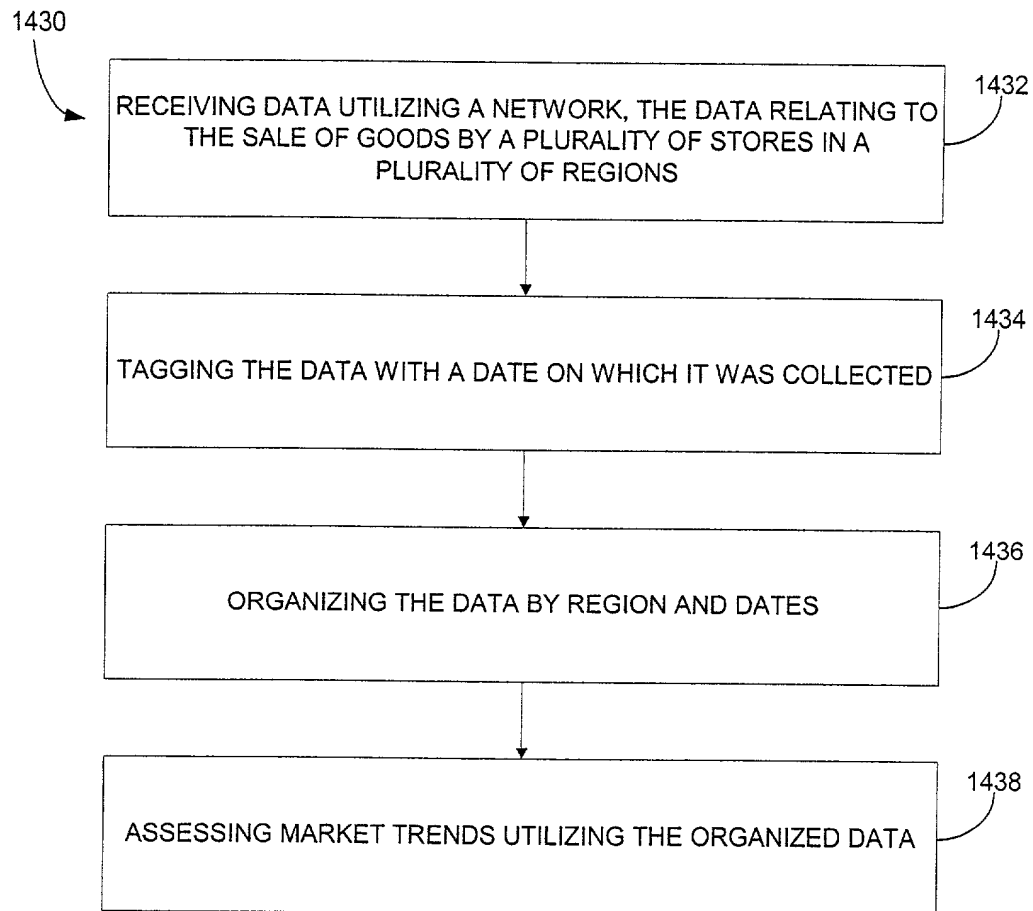 1430
1432
RECEIVING DATA UTILIZING A NETWORK, THE DATA RELATING TO
THE SALE OF GOODS BY A PLURALITY OF STORES IN A
PLURALITY OF REGIONS
1434
TAGGING THE DATA WITH A DATE ON WHICH IT WAS COLLECTED
1436
ORGANIZING THE DATA BY REGION AND DATES
1438
ASSESSING MARKET TRENDS UTILIZING THE ORGANIZED DATA